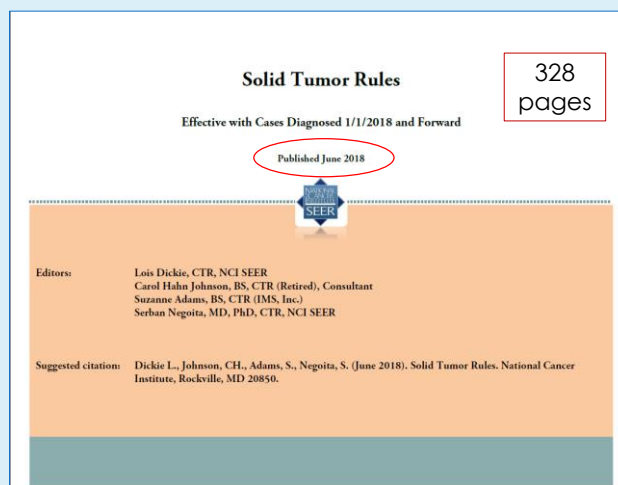 Solid Tumor Rules
328
pages
Effective with Cases Diagnosed 1/1/2018 and Forward
Published June 2018
NATIONAL
CANCER
INSTITUTE
SEER
Editors:
Lois Dickie, CTR, NCI SEER
Carol Hahn Johnson, BS, CTR (Retired), Consultant
Suzanne Adams, BS, CTR (IMS, Inc.)
Serban Negoita, MD, PhD, CTR, NCI SEER
Suggested citation:
Dickie L., Johnson, CH., Adams, S., Negoita, S. (June 2018). Solid Tumor Rules. National Cancer
Institute, Rockville, MD 20850.